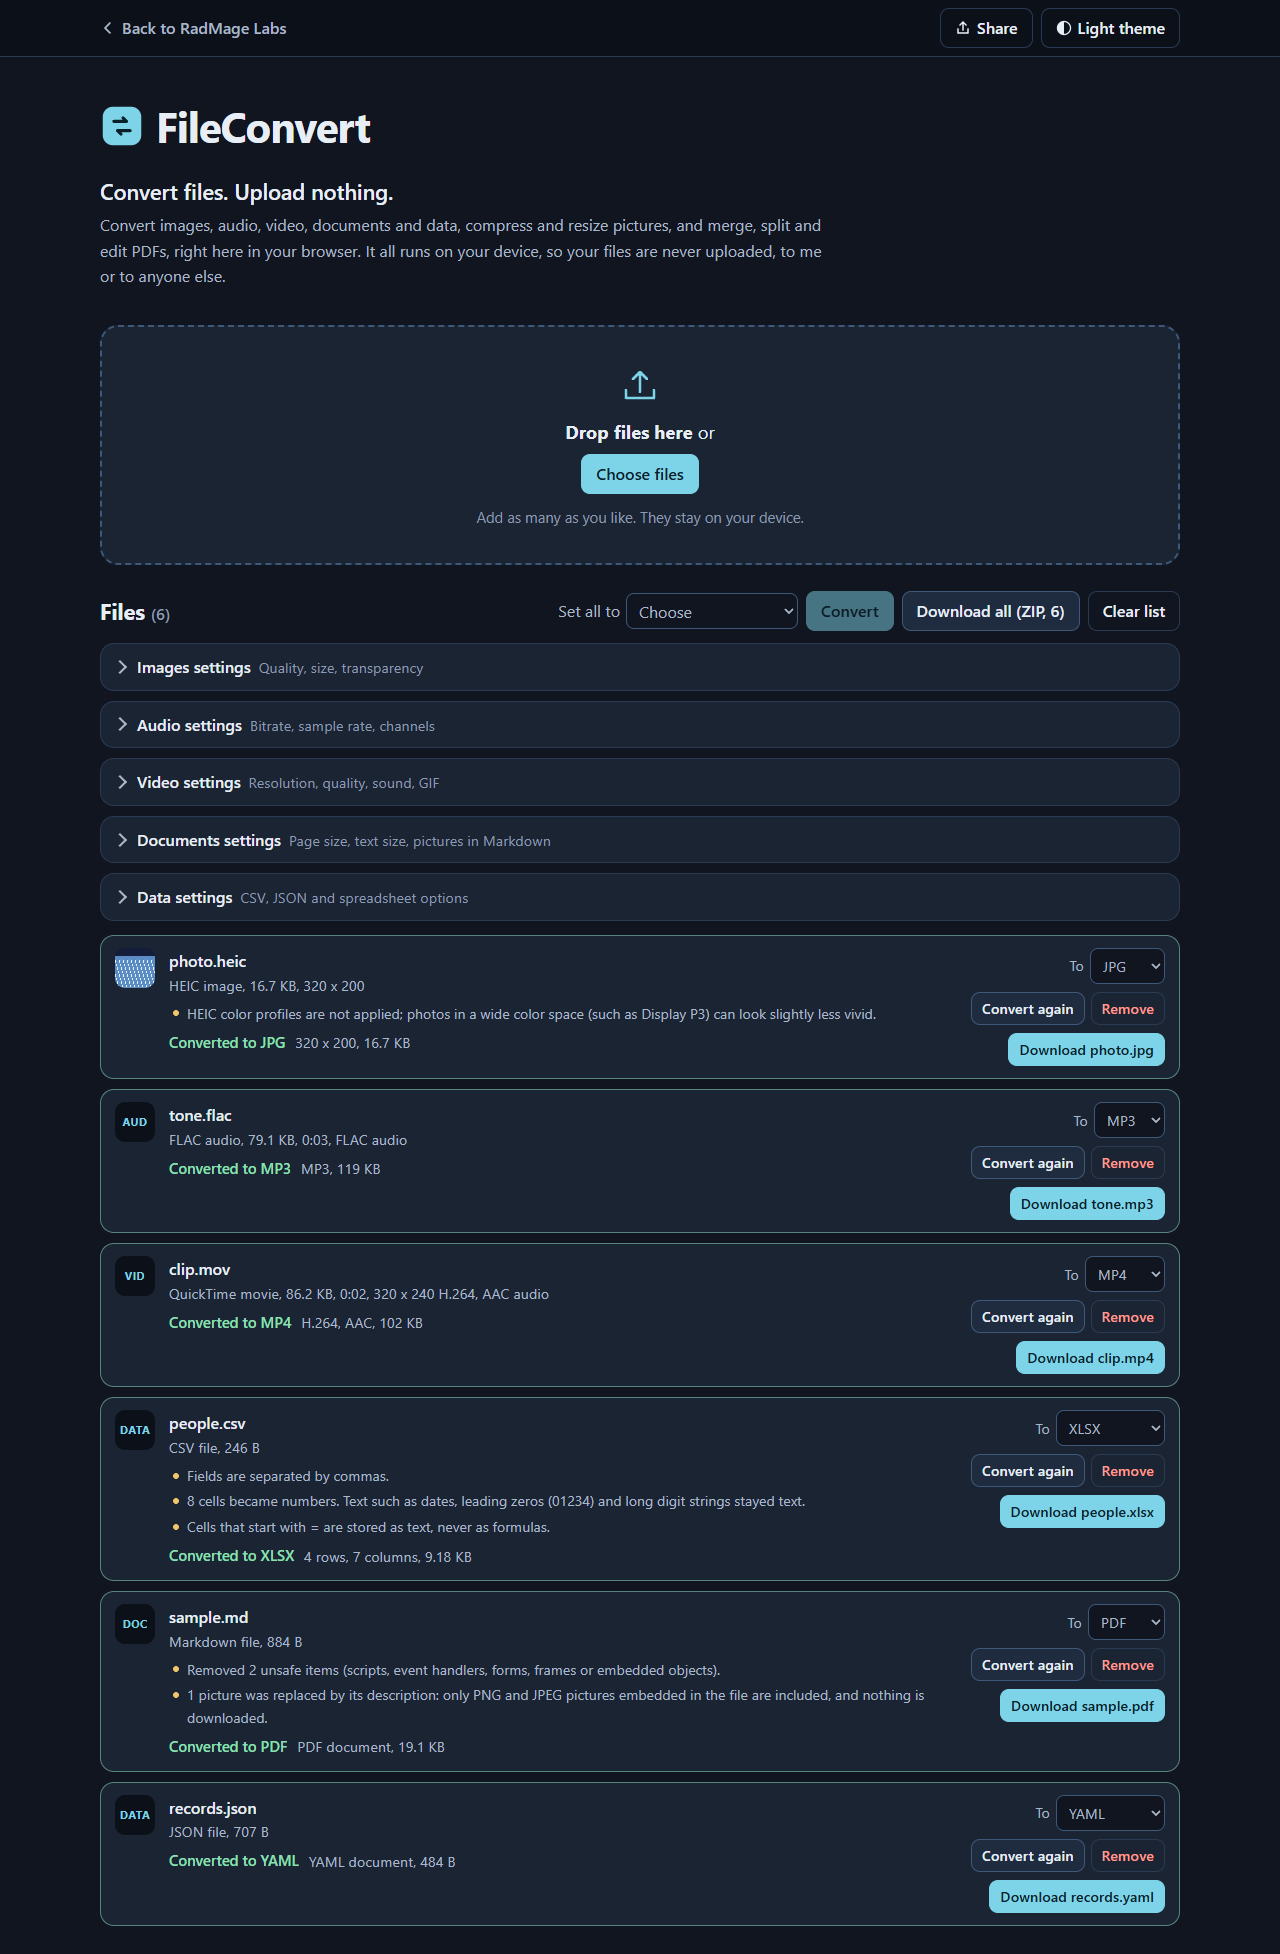 Back to RadMage Labs
Share
Light theme
FileConvert
Convert files. Upload nothing.
Convert images, audio, video, documents and data, compress and resize pictures, and merge, split and
edit PDFs, right here in your browser. It all runs on your device, so your files are never uploaded, to me
or to anyone else.
Drop files here or
Choose files
Add as many as you like. They stay on your device.
Files (6)
Set all to
Choose
Convert
Download all (ZIP, 6)
Clear list
Images settings Quality, size, transparency
Audio settings Bitrate, sample rate, channels
Video settings Resolution, quality, sound, GIF
Documents settings Page size, text size, pictures in Markdown
Data settings CSV, JSON and spreadsheet options
photo.heic
HEIC image, 16.7 KB, 320 x 200
HEIC color profiles are not applied; photos in a wide color space (such as Display P3) can look slightly less vivid.
Converted to JPG 320 x 200, 16.7 KB
To JPG
Convert again
Remove
Download photo.jpg
AUD
tone.flac
FLAC audio, 79.1 KB, 0:03, FLAC audio
Converted to MP3 MP3, 119 KB
To MP3
Convert again
Remove
Download tone.mp3
VID
clip.mov
QuickTime movie, 86.2 KB, 0:02, 320 x 240 H.264, AAC audio
Converted to MP4 H.264, AAC, 102 KB
To MP4
Convert again
Remove
Download clip.mp4
DATA
people.csv
CSV file, 246 B
Fields are separated by commas.
8 cells became numbers. Text such as dates, leading zeros (01234) and long digit strings stayed text.
Cells that start with = are stored as text, never as formulas.
Converted to XLSX 4 rows, 7 columns, 9.18 KB
To XLSX
Convert again
Remove
Download people.xlsx
DOC
sample.md
Markdown file, 884 B
Removed 2 unsafe items (scripts, event handlers, forms, frames or embedded objects).
1 picture was replaced by its description: only PNG and JPEG pictures embedded in the file are included, and nothing is
downloaded.
Converted to PDF PDF document, 19.1 KB
To PDF
Convert again
Remove
Download sample.pdf
DATA
records.json
JSON file, 707 B
Converted to YAML YAML document, 484 B
To YAML
Convert again
Remove
Download records.yaml